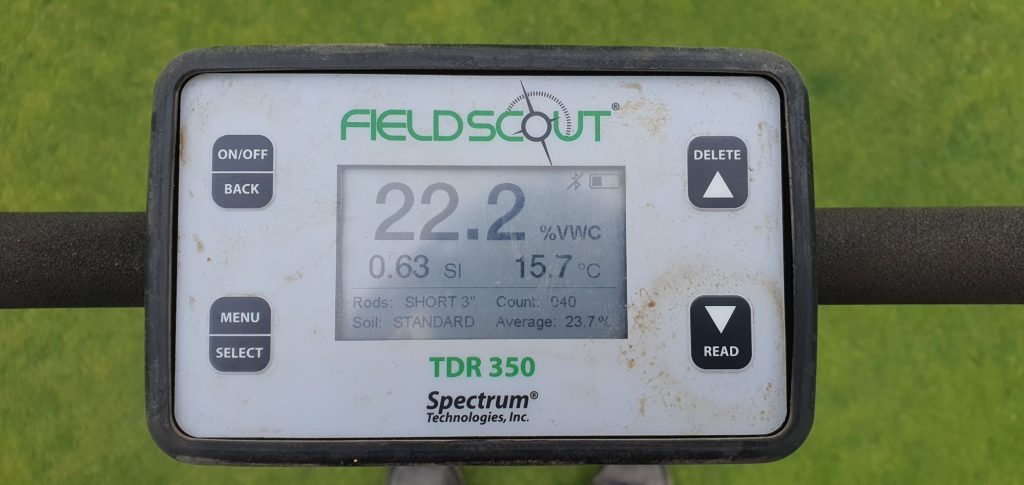 FIELDSCOUT®
ON/OFF
BACK
DELETE
22.2 %VWC
0.63 SI 15.7 °C
Rods: SHORT 3" Count: 040
Soil: STANDARD Average: 23.7%
MENU
SELECT
READ
TDR 350
Spectrum®
Technologies, Inc.